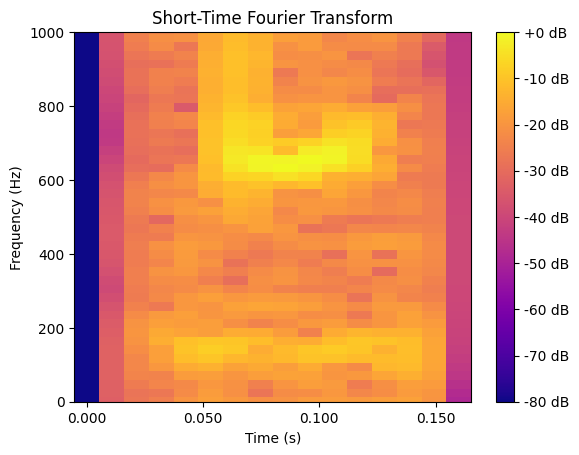 Short-Time Fourier Transform
Frequency (Hz)
1000
800
600
400
200
0
0.000
0.050
0.100
0.150
Time (s)
+0 dB
-10 dB
-20 dB
-30 dB
-40 dB
-50 dB
-60 dB
-70 dB
-80 dB